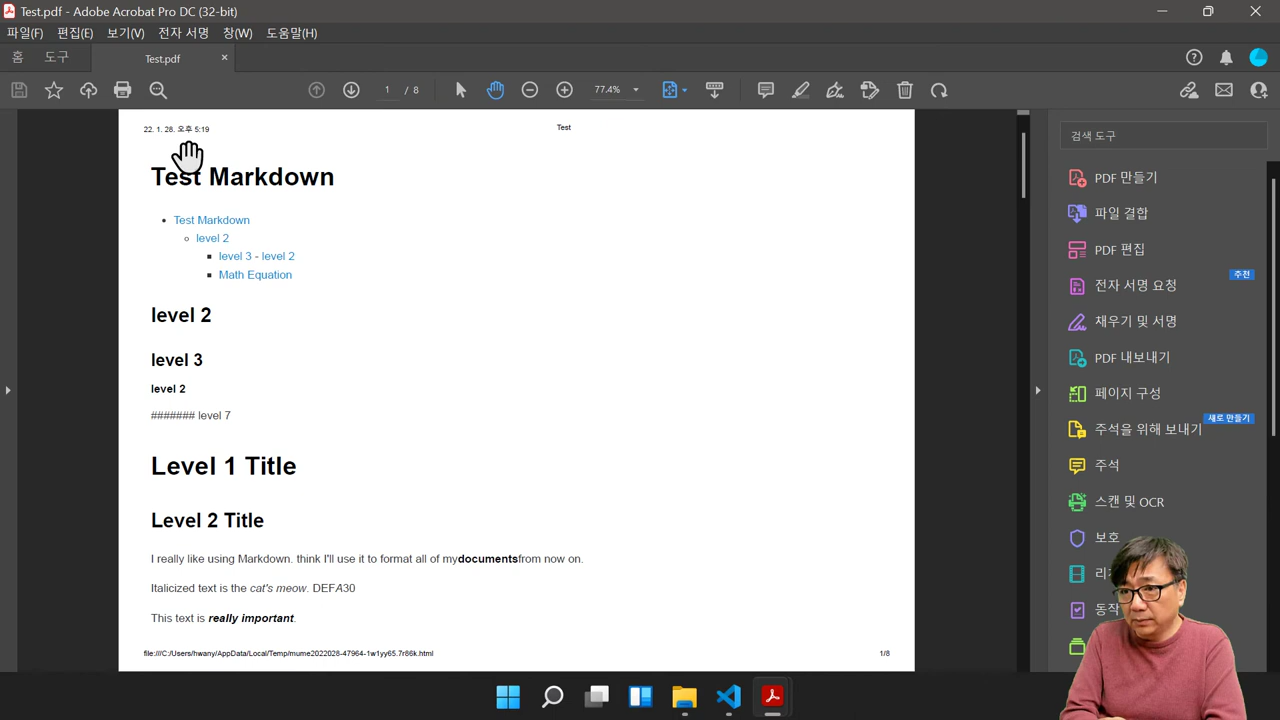 Test.pdf - Adobe Acrobat Pro DC (32-bit)
파일(F) 편집(E) 보기(V) 전자 서명 창(W) 도움말(H)
홈 도구 Test.pdf ×
1 / 8 77.4%
22. 1. 28. 오후 5:19 Test
Test Markdown
Test Markdown
level 2
level 3 - level 2
Math Equation
level 2
level 3
level 2
####### level 7
Level 1 Title
Level 2 Title
I really like using Markdown. think I'll use it to format all of mydocumentsfrom now on.
Italicized text is the cat's meow. DEFA30
This text is really important.
file:///C:/Users/hwany/AppData/Local/Temp/mume2022028-47964-1w1yy65.7r86k.html 1/8
검색 도구
PDF 만들기
파일 결합
PDF 편집
추천
전자 서명 요청
채우기 및 서명
PDF 내보내기
페이지 구성
새로 만들기
주석을 위해 보내기
주석
스캔 및 OCR
보호
동작